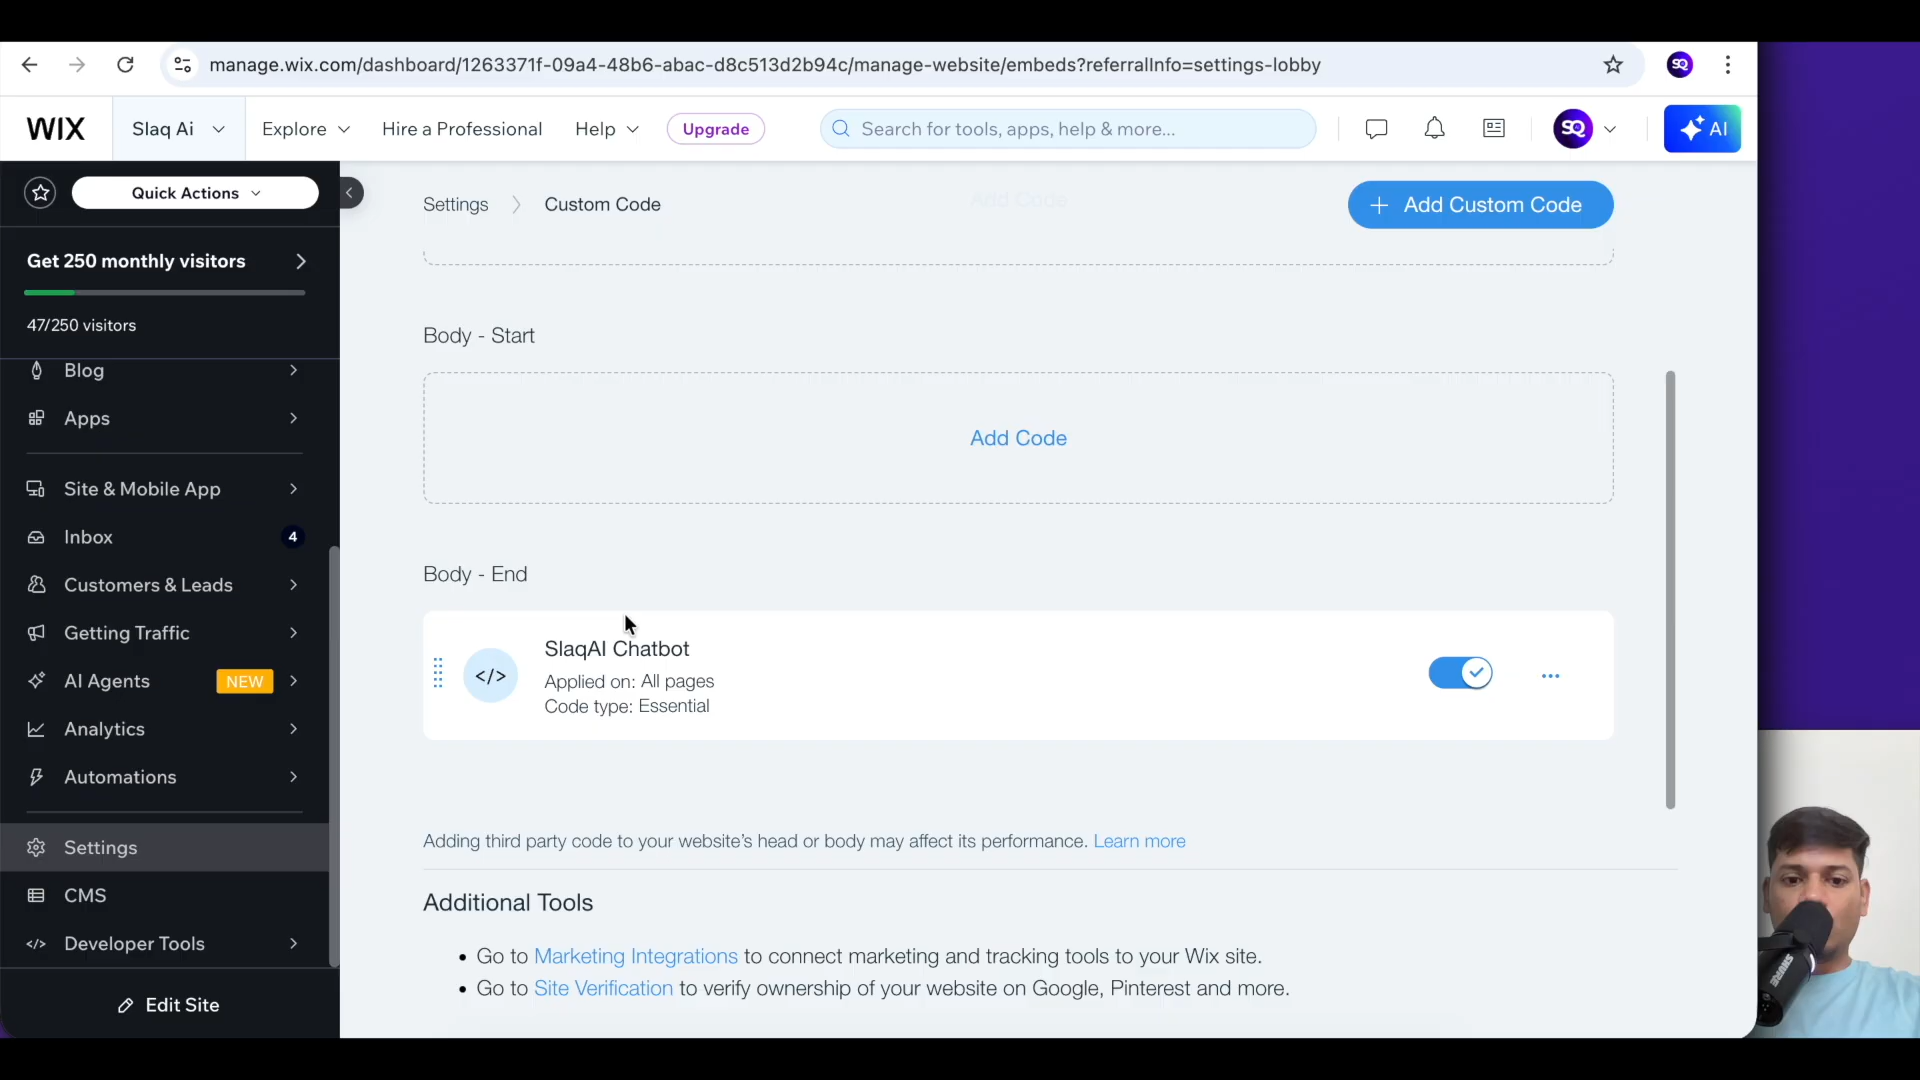 manage.wix.com/dashboard/1263371f-09a4-48b6-abac-d8c513d2b94c/manage-website/embeds?referralInfo=settings-lobby
SQ
WIX
Slaq Ai
Explore
Hire a Professional
Help
Upgrade
Search for tools, apps, help & more...
SQ
AI
Quick Actions
Settings
Custom Code
Add Code
Add Custom Code
Get 250 monthly visitors
47/250 visitors
Blog
Apps
Site & Mobile App
Inbox
4
Customers & Leads
Getting Traffic
AI Agents
NEW
Analytics
Automations
Settings
CMS
Developer Tools
Edit Site
Body - Start
Add Code
Body - End
</>
SlaqAI Chatbot
Applied on: All pages
Code type: Essential
Adding third party code to your website's head or body may affect its performance. Learn more
Additional Tools
Go to Marketing Integrations to connect marketing and tracking tools to your Wix site.
Go to Site Verification to verify ownership of your website on Google, Pinterest and more.
SHURE